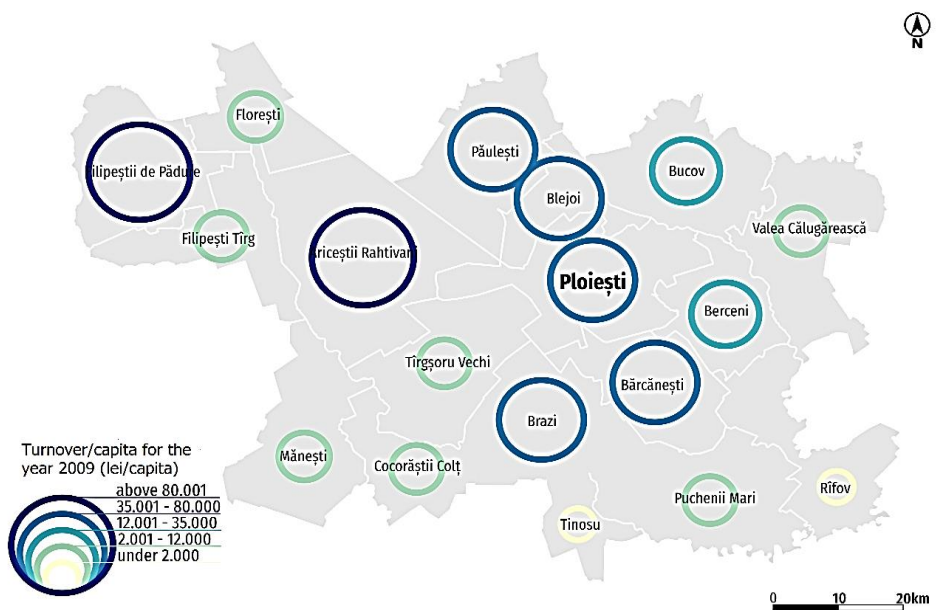 N
Florești
Păulești
Filipeștii de Pădure
Bucov
Blejoi
Valea Călugărească
Filipești Tîrg
Ariceștii Rahtivani
Ploiești
Berceni
Tîrgșoru Vechi
Bărcănești
Brazi
Mănești
Cocorăștii Colț
Rîfov
Puchenii Mari
Tinosu
Turnover/capita for the
year 2009 (lei/capita)
above 80.001
35.001 - 80.000
12.001 - 35.000
2.001 - 12.000
under 2.000
0 10 20km